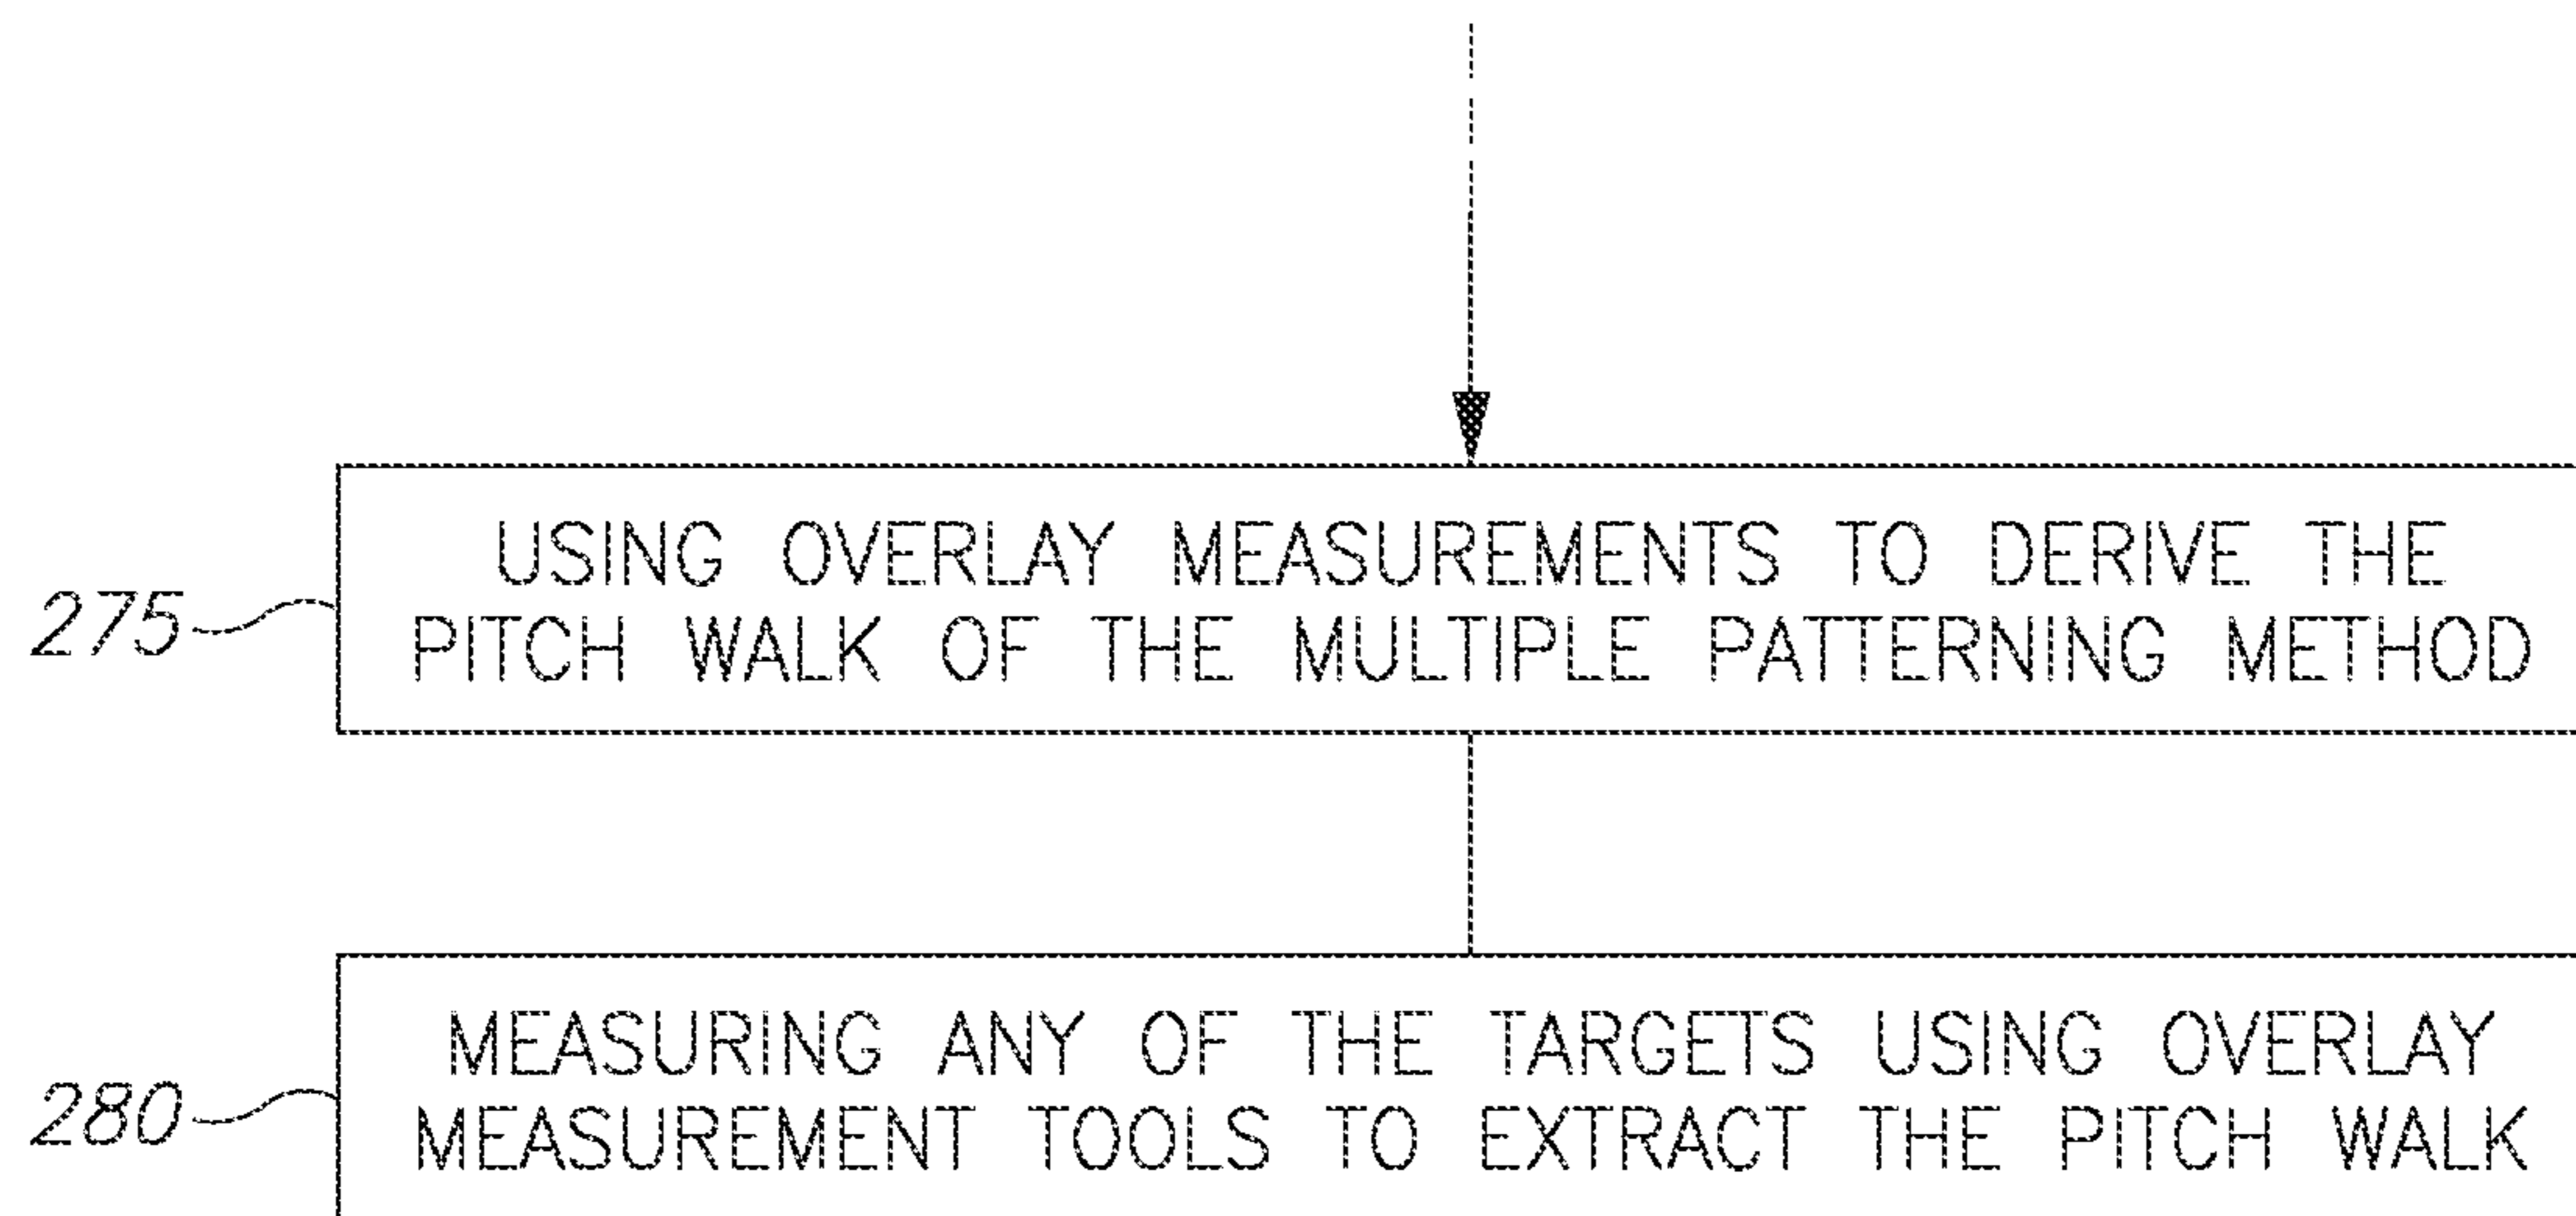 275
USING OVERLAY MEASUREMENTS TO DERIVE THE
PITCH WALK OF THE MULTIPLE PATTERNING METHOD
280
MEASURING ANY OF THE TARGETS USING OVERLAY
MEASUREMENT TOOLS TO EXTRACT THE PITCH WALK